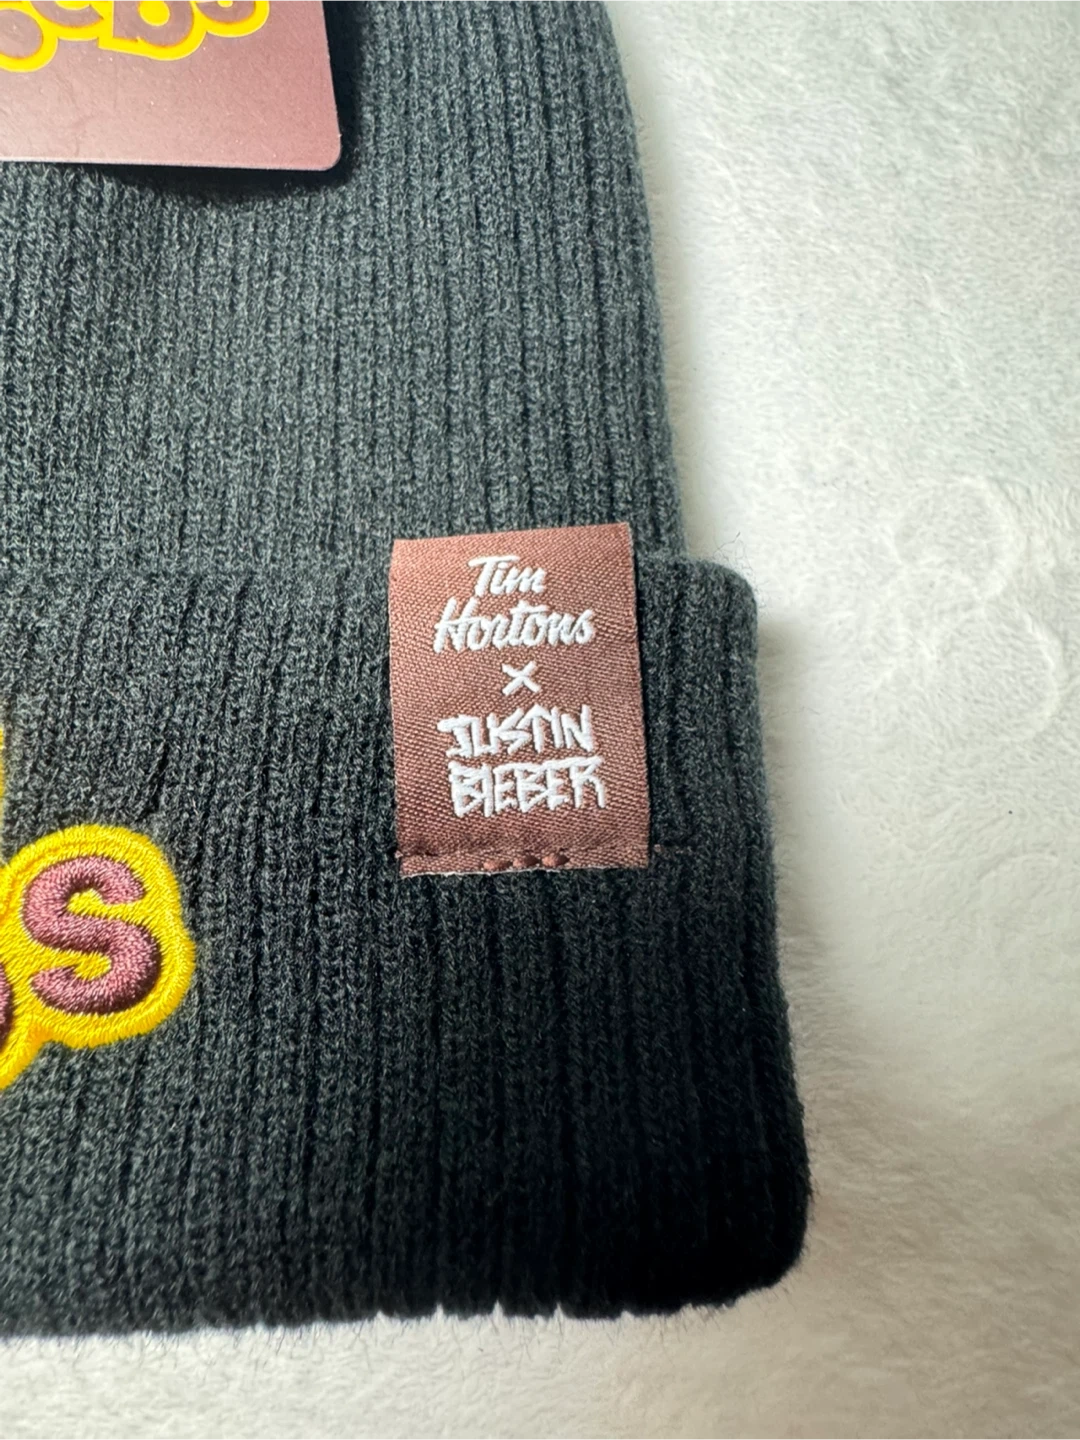 Tim
Hortons
x
JUSTIN
BIEBER